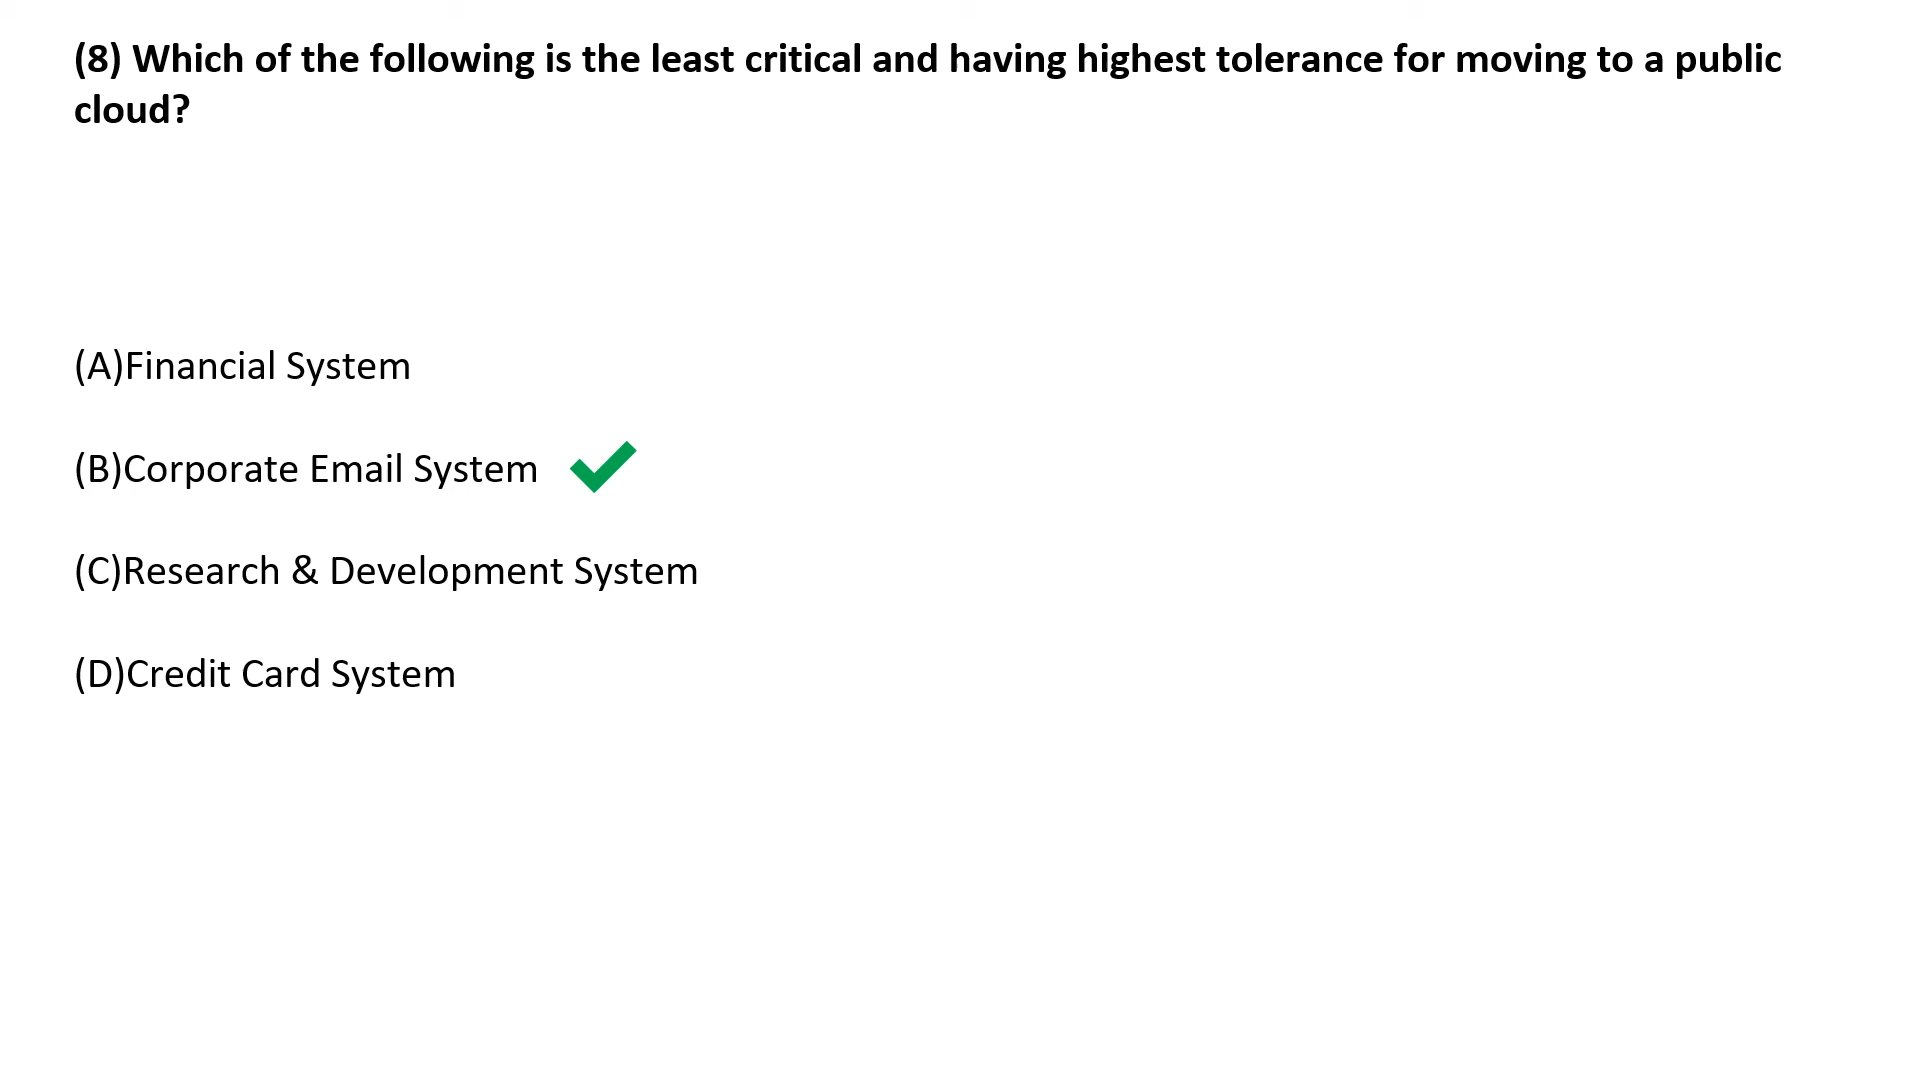 (8) Which of the following is the least critical and having highest tolerance for moving to a public
cloud?
(A)Financial System
(B)Corporate Email System
(C)Research & Development System
(D)Credit Card System